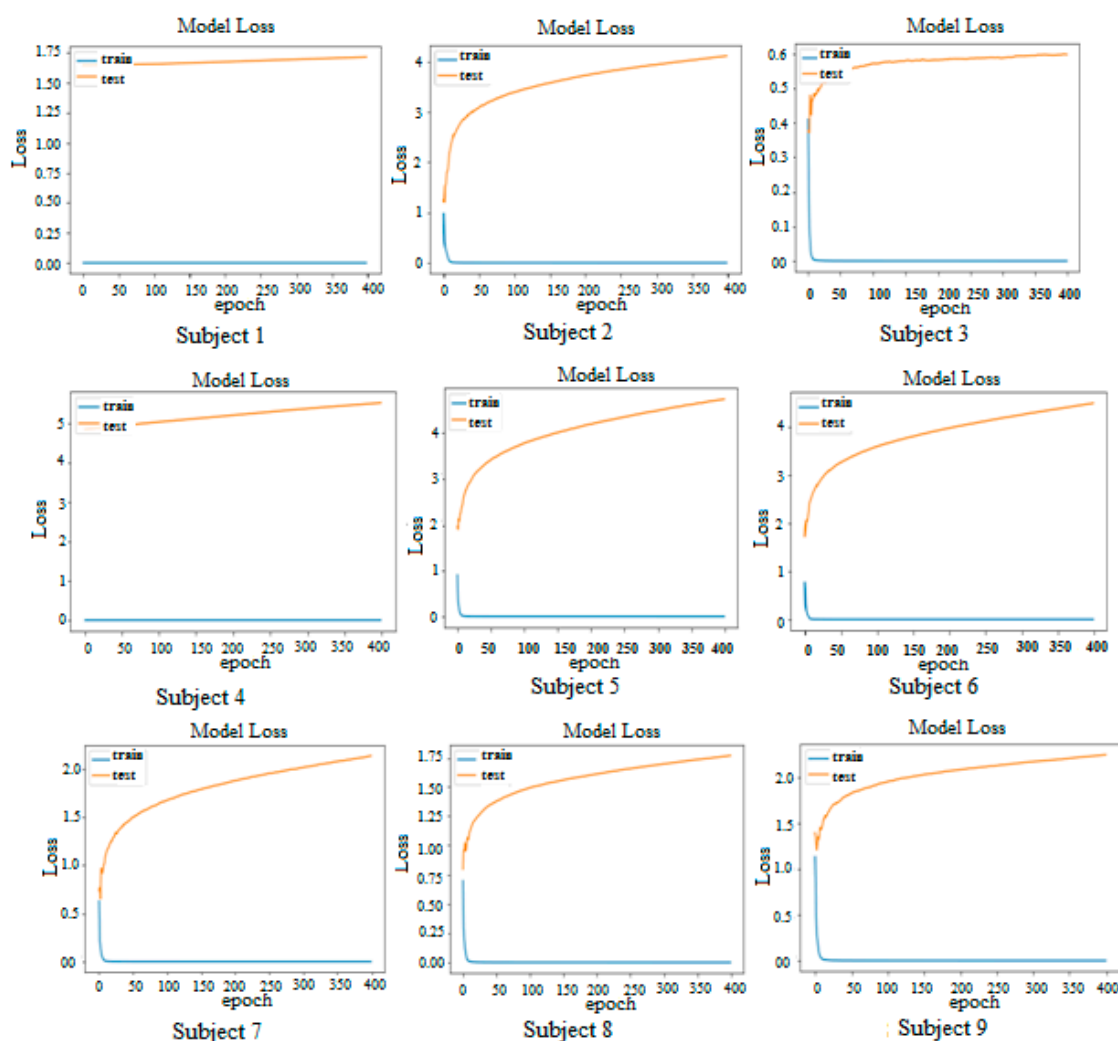 Model Loss
1.75
1.50
1.25
1.00
0.75
0.50
0.25
0.00
Loss
train
test
0 50 100 150 200 250 300 350 400
epoch
Subject 1
Model Loss
4
3
2
1
0
Loss
train
test
0 50 100 150 200 250 300 350 400
epoch
Subject 2
Model Loss
0.6
0.5
0.4
0.3
0.2
0.1
00
Loss
train
test
0 50 100 150 200 250 300 350 400
epoch
Subject 3
Model Loss
5
4
3
2
1
0
Loss
train
test
0 50 100 150 200 250 300 350 400
epoch
Subject 4
Model Loss
4
3
2
1
0
Loss
train
test
0 50 100 150 200 250 300 350 400
epoch
Subject 5
Model Loss
4
3
2
1
0
Loss
train
test
0 50 100 150 200 250 300 350 400
epoch
Subject 6
Model Loss
2.0
1.5
1.0
0.5
00
Loss
train
test
0 50 100 150 200 250 300 350 400
epoch
Subject 7
Model Loss
1.75
1.50
1.25
1.00
0.75
0.50
0.25
0.00
Loss
train
test
0 50 100 150 200 250 300 350 400
epoch
Subject 8
Model Loss
2.0
1.5
1.0
0.5
00
Loss
train
test
0 50 100 150 200 250 300 350 400
epoch
Subject 9